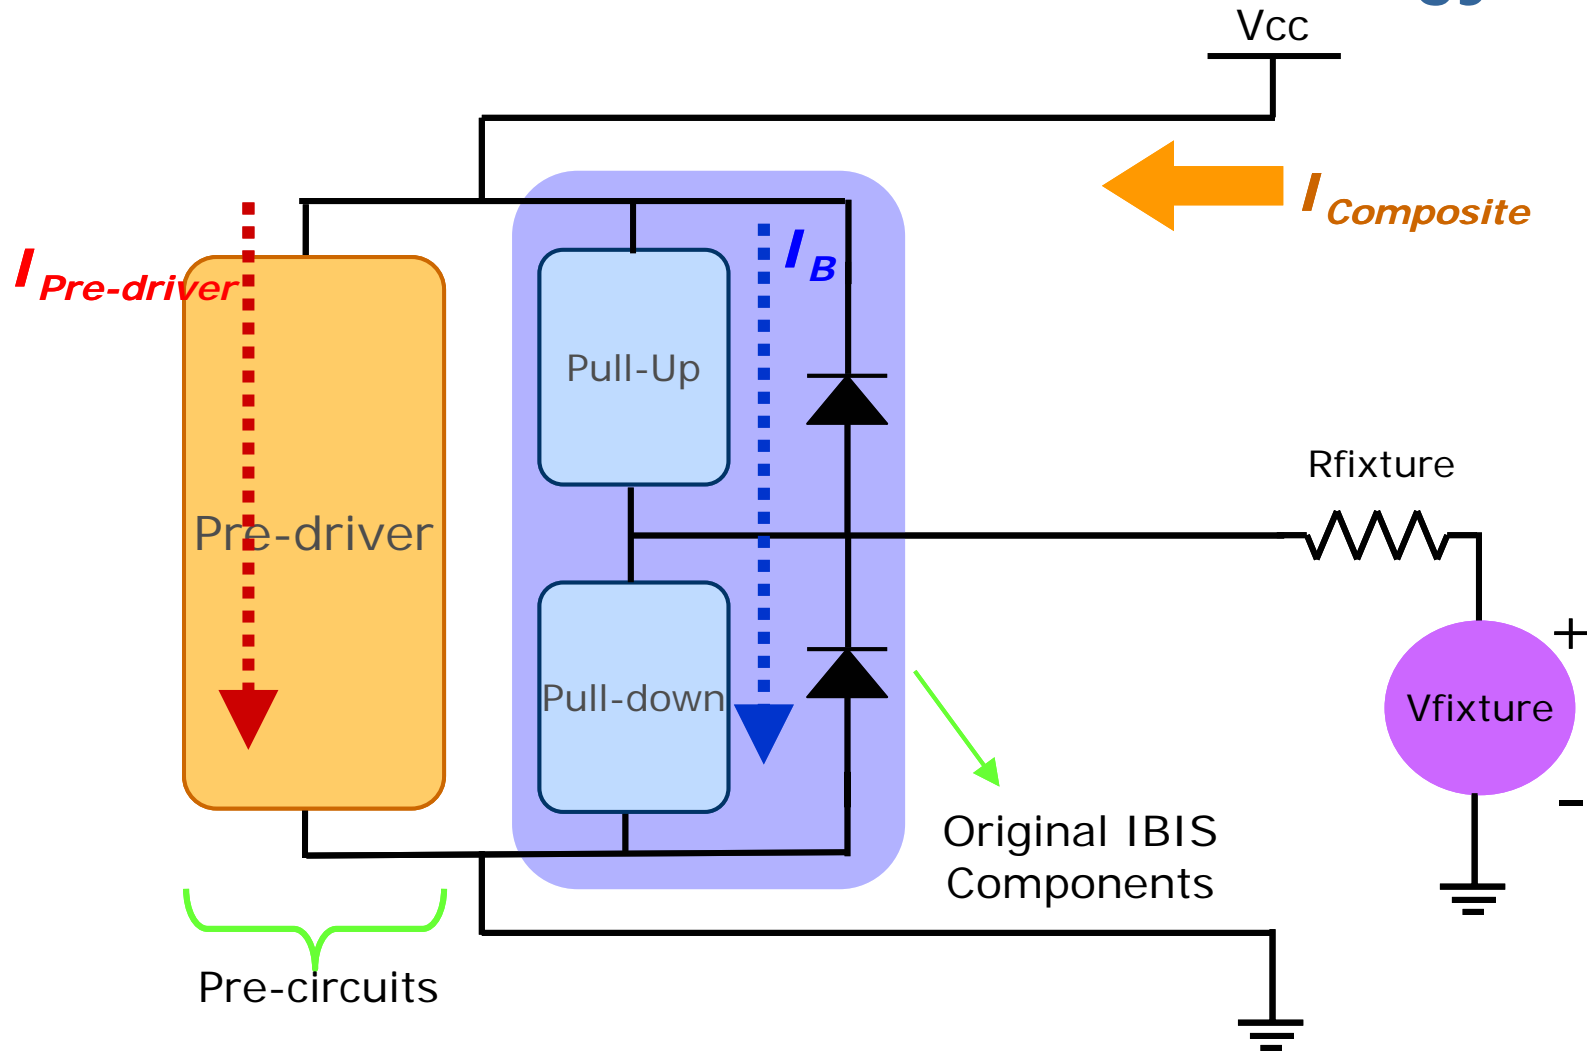 Vcc
I Composite
I Pre-driver
I B
Pull-Up
Rfixture
Pre-driver
Pull-down
Vfixture
+
-
Original IBIS
Components
Pre-circuits